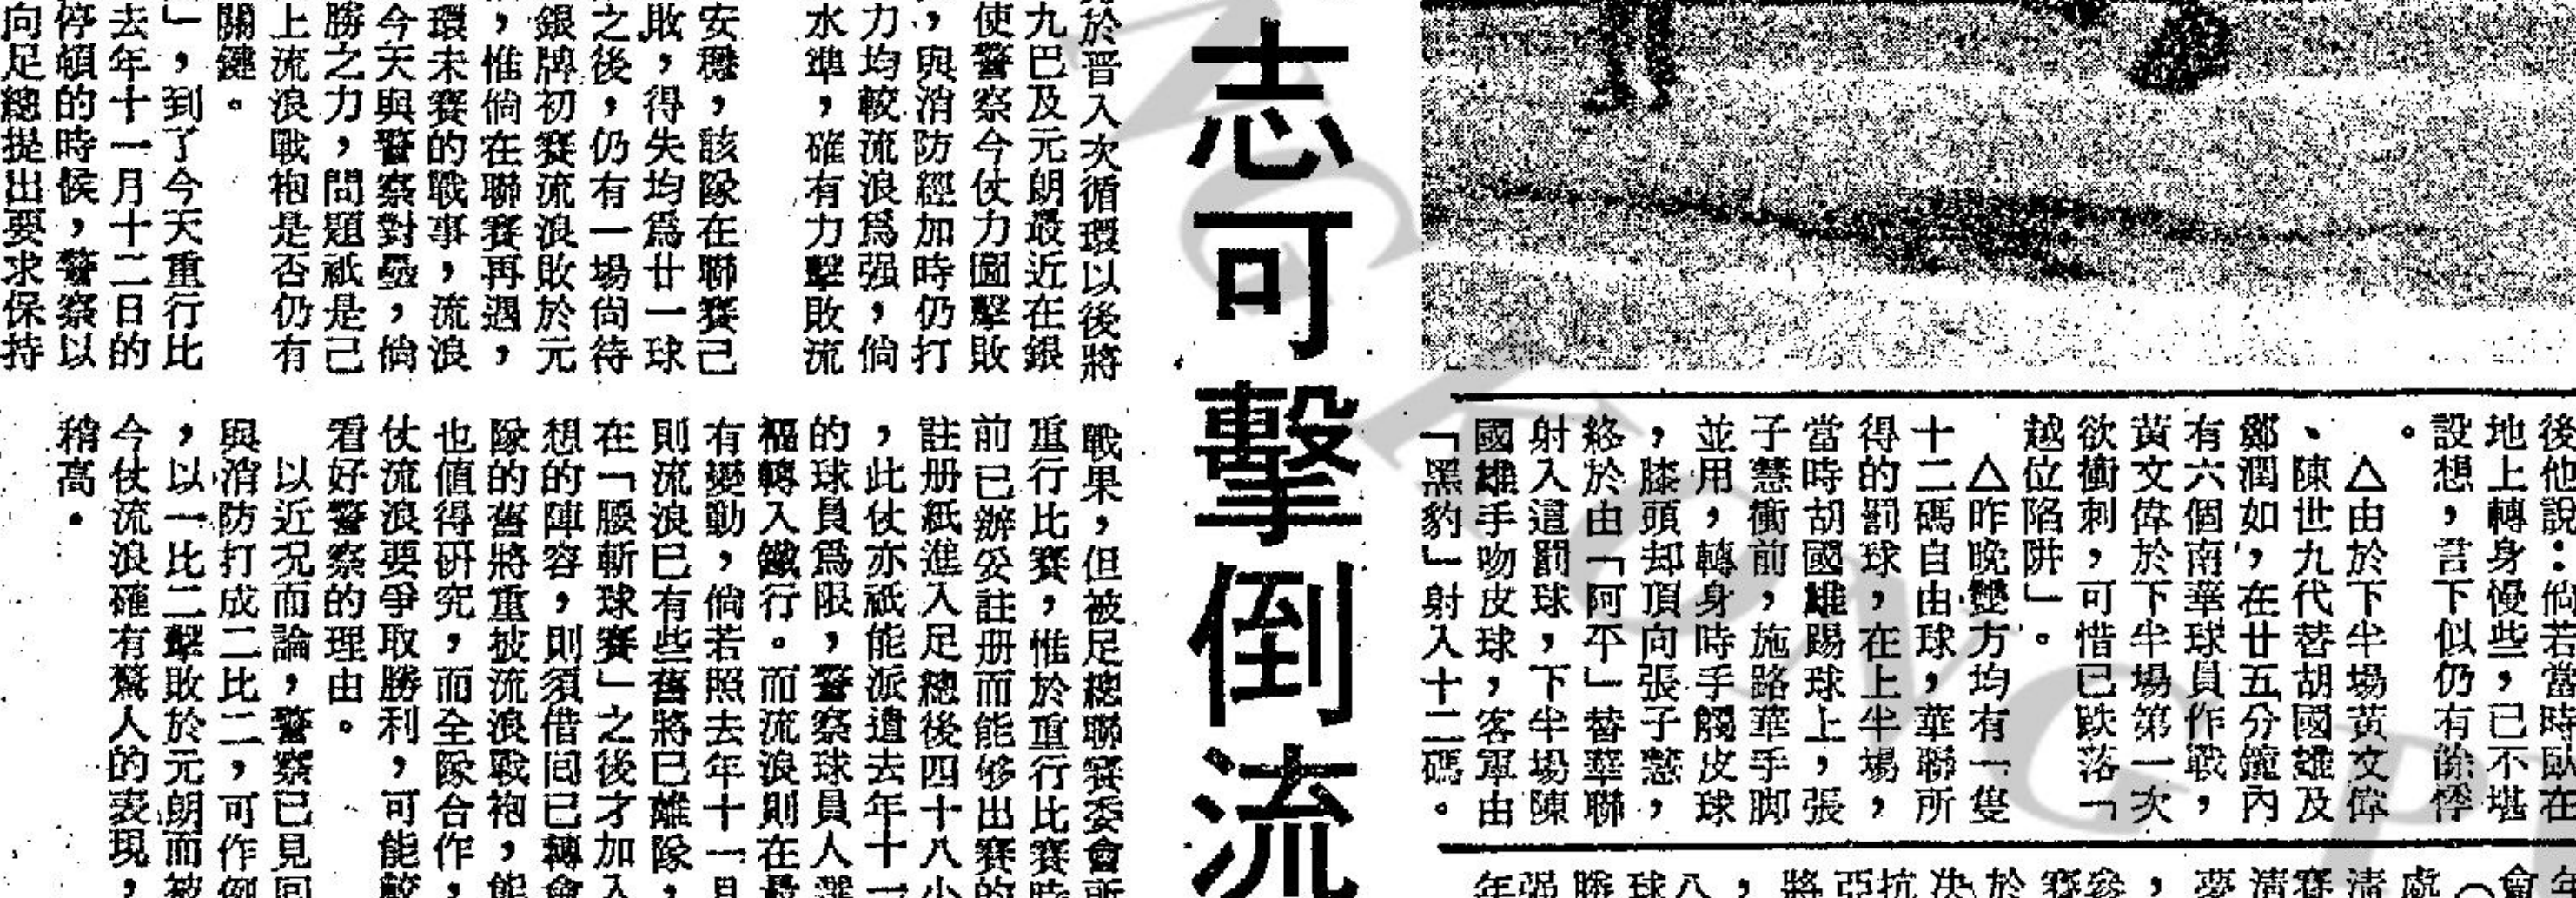 後他說：倘若當時臥在
地上轉身慢些，已不堪
設想，言下似仍有餘悸
。
△由於下半場黃文偉
、陳世九代替胡國雄及
鄭潤如，在廿五分鐘內
有六個南華球員作戰，
黃文偉於下半場第一次
欲衝刺，可惜已跌落「
越位陷阱」。
△昨晚雙方均有一隻
十二碼自由球，華聯所
得的罰球，在上半場，
當時胡國雄踢球上，張
子慧衝前，施路華手脚
並用，轉身時手觸皮球
，膝頭却頂向張子慧，
終於由「阿平」替華聯
射入這罰球，下半場陳
國雄手吻皮球，客軍由
「黑豹」射入十二碼。
志可擊倒流
於晋入次循環以後將
九巴及元朗最近在銀
使警察今仗力圖擊敗
，與消防經加時仍打
力均較流浪爲强，倘
水準，確有力擊敗流
安穩，該隊在聯賽己
敗，得失均爲廿一球
之後，仍有一場尙待
銀牌初賽流浪敗於元
，惟倘在聯賽再遇，
環未賽的戰事，流浪
今天與警察對壘，倘
勝之力，問題祇是己
上流浪戰袍是否仍有
關鍵。
」，到了今天重行比
去年十一月十二日的
停頓的時候，警察以
向足總提出要求保持
戰果，但被足總聯賽委會所
重行比賽，惟於重行比賽時
前已辦妥註册而能够出賽的
註册紙進入足總後四十八小
，此仗亦祇能派遣去年十一
的球員爲限，警察球員人選
福轉入鐵行。而流浪則在最
有變動，倘若照去年十一月
則流浪已有些舊將已離隊，
在「腰斬球賽」之後才加入
想的陣容，則須借囘已轉會
隊的舊將重披流浪戰袍，能
也值得硏究，而全隊合作，
仗流浪要爭取勝利，可能較
看好警察的理由。
以近况而論，警察已見囘
與消防打成二比二，可作例
，以一比二擊敗於元朗而被
今仗流浪確有驚人的表現，
稍高。